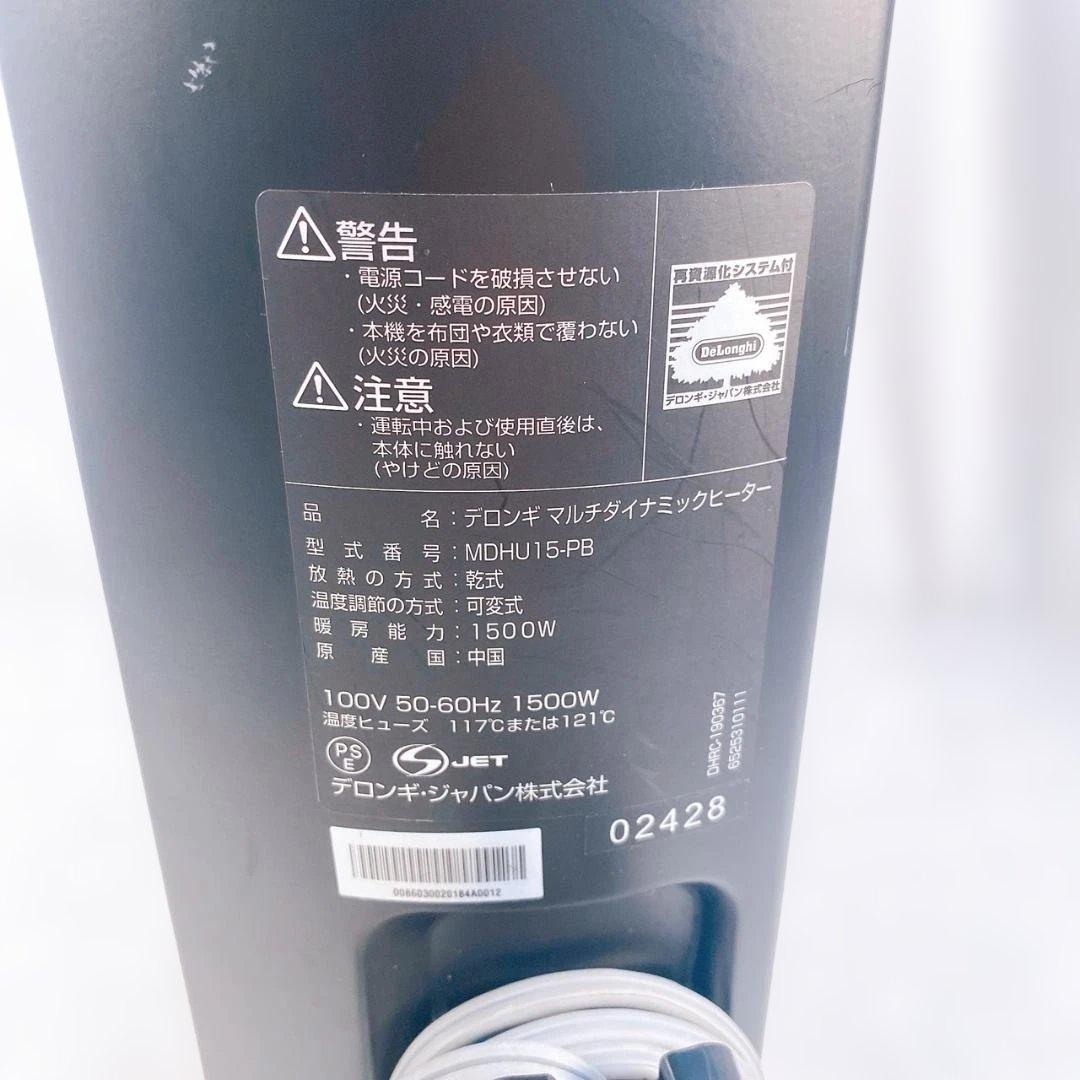 警告
・電源コードを破損させない
(火災・感電の原因)
・本機を布団や衣類で覆わない
(火災の原因)
注意
・運転中および使用直後は、
本体に触れない
(やけどの原因)
再資源化システム付
DeLonghi
デロンギ・ジャパン株式会社
品名：デロンギ マルチダイナミックヒーター
型式番号：MDHU15-PB
放熱の方式：乾式
温度調節の方式：可変式
暖房能力：1500W
原産国：中国
100V 50-60Hz 1500W
温度ヒューズ 117℃または121℃
PS
E
JET
デロンギ・ジャパン株式会社
DHRC-190367
6525310111
02428
0086030020184A0012